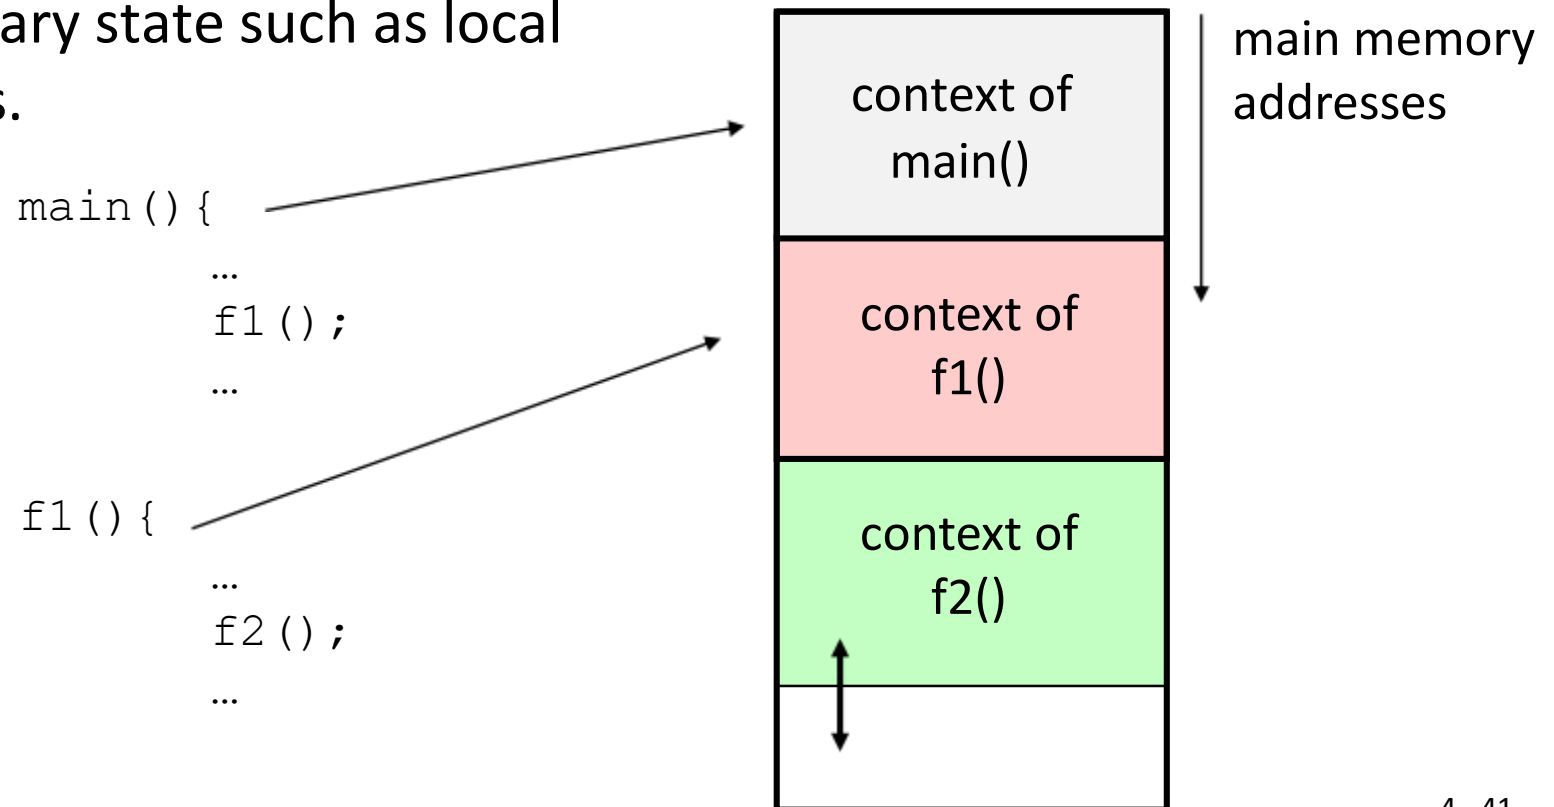 ary state such as local
s.
main(){
…
f1();
…
f1(){
…
f2();
…
context of
main()
context of
f1()
context of
f2()
main memory
addresses